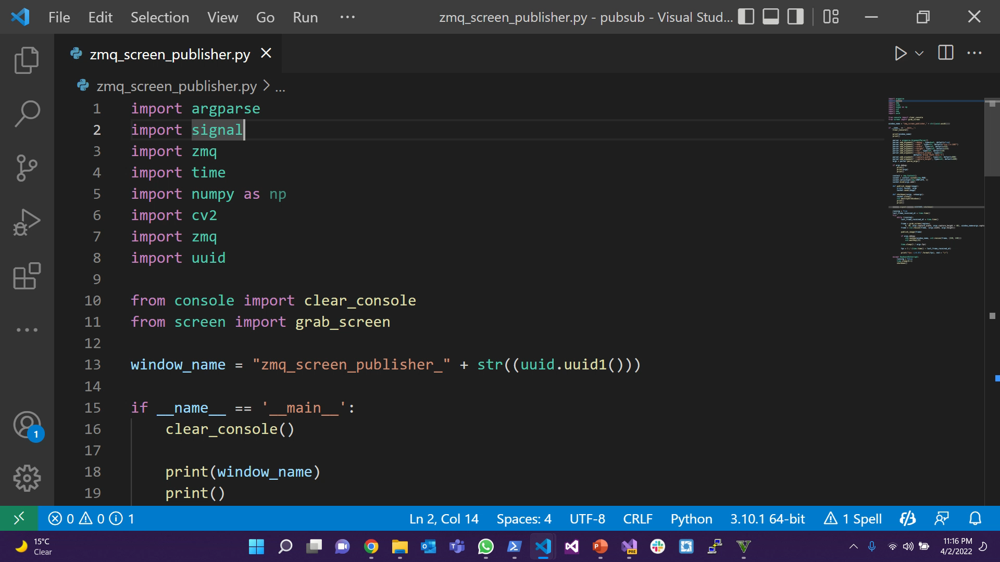 File Edit Selection View Go Run ···
zmq_screen_publisher.py - pubsub - Visual Stud...
zmq_screen_publisher.py
zmq_screen_publisher.py > ...
1 import argparse
2 import signal
3 import zmq
4 import time
5 import numpy as np
6 import cv2
7 import zmq
8 import uuid
9
10 from console import clear_console
11 from screen import grab_screen
12
13 window_name = "zmq_screen_publisher_" + str((uuid.uuid1()))
14
15 if __name__ == '__main__':
16 clear_console()
17
18 print(window_name)
19 print()
1
0 0 1
Ln 2, Col 14 Spaces: 4 UTF-8 CRLF Python 3.10.1 64-bit 1 Spell
15°C
Clear
PRE
11:16 PM
4/2/2022